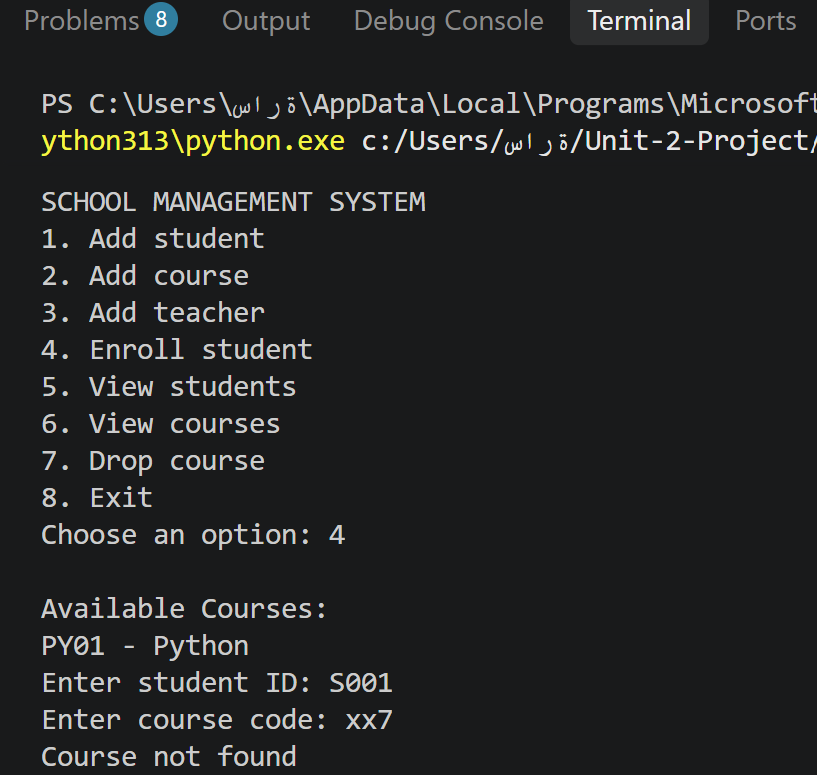 Problems 8 Output Debug Console Terminal Ports
PS C:\Users\سارة\AppData\Local\Programs\Microsoft
ython313\python.exe c:/Users/سارة/Unit-2-Project/
SCHOOL MANAGEMENT SYSTEM
1. Add student
2. Add course
3. Add teacher
4. Enroll student
5. View students
6. View courses
7. Drop course
8. Exit
Choose an option: 4
Available Courses:
PY01 - Python
Enter student ID: S001
Enter course code: xx7
Course not found